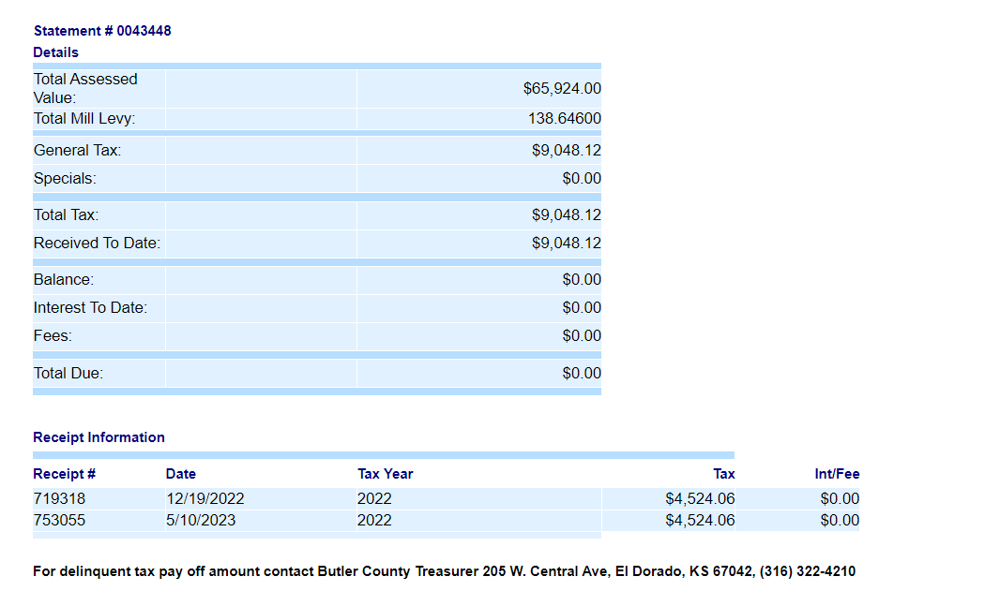 Statement # 0043448
Details
Total Assessed
Value: $65,924.00
Total Mill Levy: 138.64600
General Tax: $9,048.12
Specials: $0.00
Total Tax: $9,048.12
Received To Date: $9,048.12
Balance: $0.00
Interest To Date: $0.00
Fees: $0.00
Total Due: $0.00
Receipt Information
Receipt # Date Tax Year Tax Int/Fee
719318 12/19/2022 2022 $4,524.06 $0.00
753055 5/10/2023 2022 $4,524.06 $0.00
For delinquent tax pay off amount contact Butler County Treasurer 205 W. Central Ave, El Dorado, KS 67042, (316) 322-4210